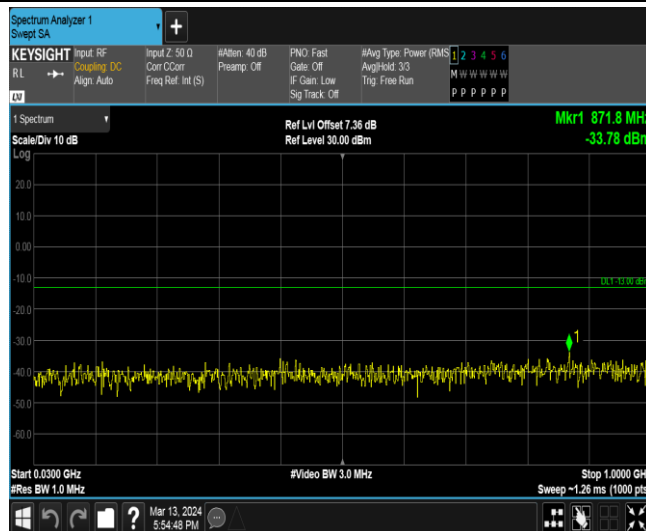 Spectrum Analyzer 1
Swept SA
+
KEYSIGHT
RL
Input: RF
Coupling: DC
Align: Auto
Input Z: 50 Ω
Corr CCorr
Freq Ref: Int (S)
#Atten: 40 dB
Preamp: Off
PNO: Fast
Gate: Off
IF Gain: Low
Sig Track: Off
#Avg Type: Power (RMS
Avg|Hold: 3/3
Trig: Free Run
1 2 3 4 5 6
M W W W W W
P P P P P P
LXI
1 Spectrum
Scale/Div 10 dB
Log
Ref Lvl Offset 7.36 dB
Ref Level 30.00 dBm
Mkr1 871.8 MHz
-33.78 dBm
20.0
10.0
0.00
-10.0
DL1 -13.00 dBm
-20.0
-30.0
1
-40.0
-50.0
-60.0
Start 0.0300 GHz
#Res BW 1.0 MHz
#Video BW 3.0 MHz
Stop 1.0000 GH
Sweep ~1.26 ms (1000 pts
?
Mar 13, 2024
5:54:48 PM